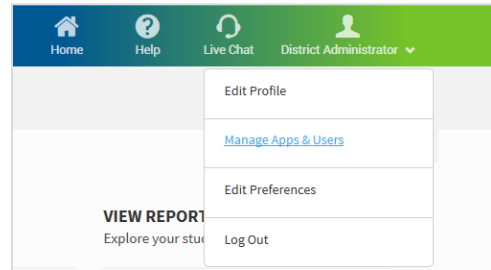 Home Help Live Chat District Administrator
Edit Profile
Manage Apps & Users
Edit Preferences
VIEW REPORT
Explore your stu
Log Out